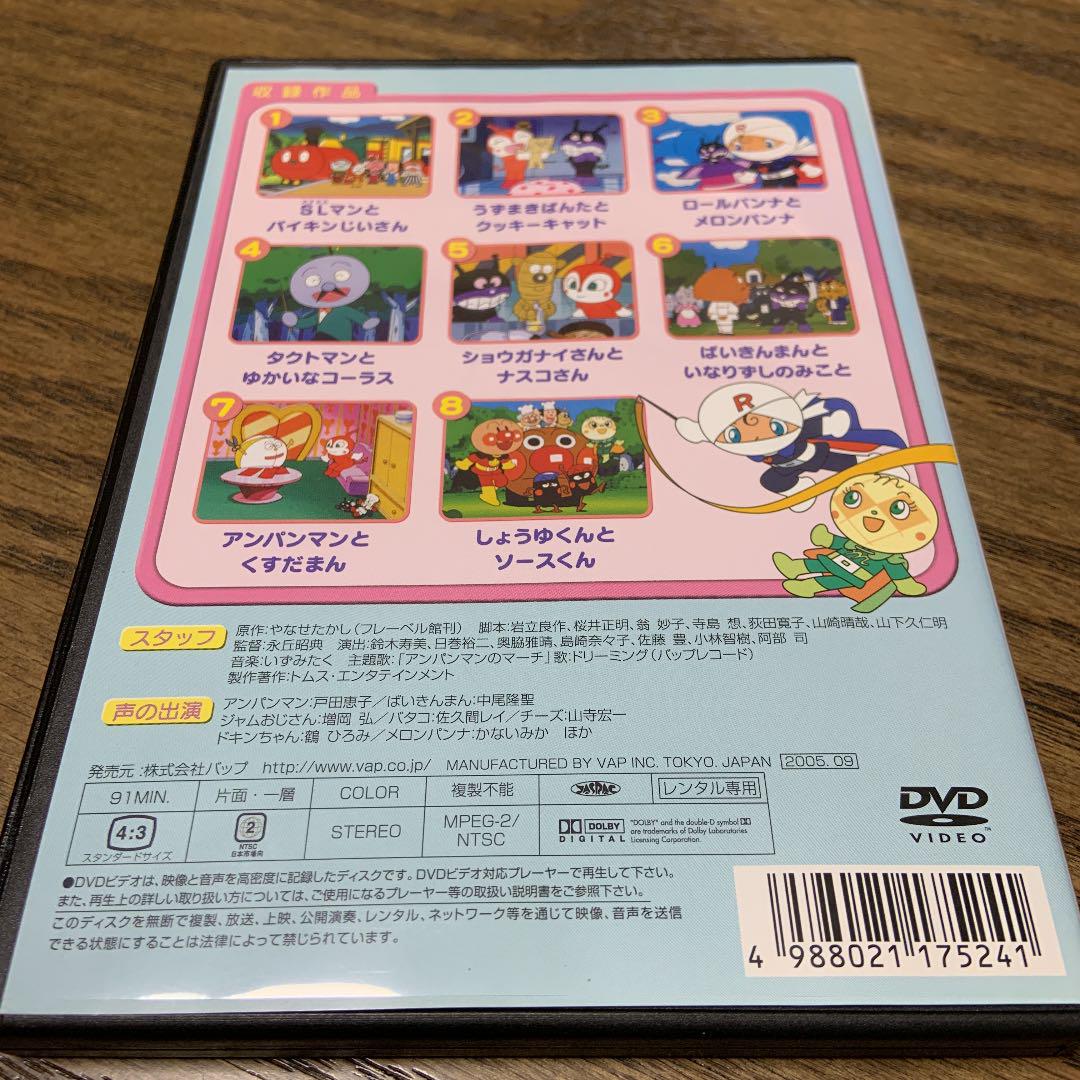 収録作品
1
エスエル
SLマンと
バイキンじいさん
2
うずまきぱんたと
クッキーキャット
3
R
ロールパンナと
メロンパンナ
4
タクトマンと
ゆかいなコーラス
5
ショウガナイさんと
ナスコさん
6
ばいきんまんと
いなりずしのみこと
7
アンパンマンと
くすだまん
8
しょうゆくんと
ソースくん
R
スタッフ
原作:やなせたかし(フレーベル館刊) 脚本:岩立良作、桜井正明、翁 妙子、寺島 想、荻田寛子、山崎晴哉、山下久仁明
監督:永丘昭典 演出:鈴木寿美、日巻裕二、奥脇雅晴、島崎奈々子、佐藤 豊、小林智樹、阿部 司
音楽:いずみたく 主題歌:「アンパンマンのマーチ」歌:ドリーミング(バップレコード)
製作著作:トムス・エンタテインメント
声の出演
アンパンマン:戸田恵子/ばいきんまん:中尾隆聖
ジャムおじさん:増岡 弘/バタコ:佐久間レイ/チーズ:山寺宏一
ドキンちゃん:鶴 ひろみ/メロンパンナ:かないみか ほか
発売元:株式会社バップ http://www.vap.co.jp/ MANUFACTURED BY VAP INC. TOKYO. JAPAN 2005.09
91MIN. 片面・一層 COLOR 複製不能 JASRAC レンタル専用
4:3
スタンダードサイズ
2
NTSC
日本市場向
STEREO
MPEG-2/
NTSC
DOLBY
DIGITAL
"DOLBY" and the double-D symbol
are trademarks of Dolby Laboratories
Licensing Corporation.
DVD
VIDEO
TM
●DVDビデオは、映像と音声を高密度に記録したディスクです。DVDビデオ対応プレーヤーで再生して下さい。
また、再生上の詳しい取り扱い方については、ご使用になるプレーヤー等の取扱い説明書をご参照下さい。
このディスクを無断で複製、放送、上映、公開演奏、レンタル、ネットワーク等を通じて映像、音声を送信
できる状態にすることは法律によって禁じられています。
4 988021 175241